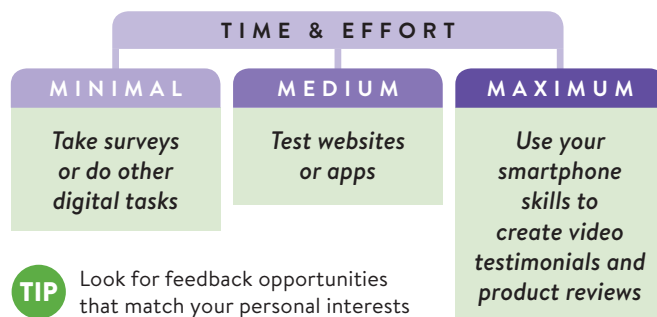 TIME & EFFORT
MINIMAL
Take surveys
or do other
digital tasks
MEDIUM
Test websites
or apps
MAXIMUM
Use your
smartphone
skills to
create video
testimonials and
product reviews
TIP
Look for feedback opportunities
that match your personal interests